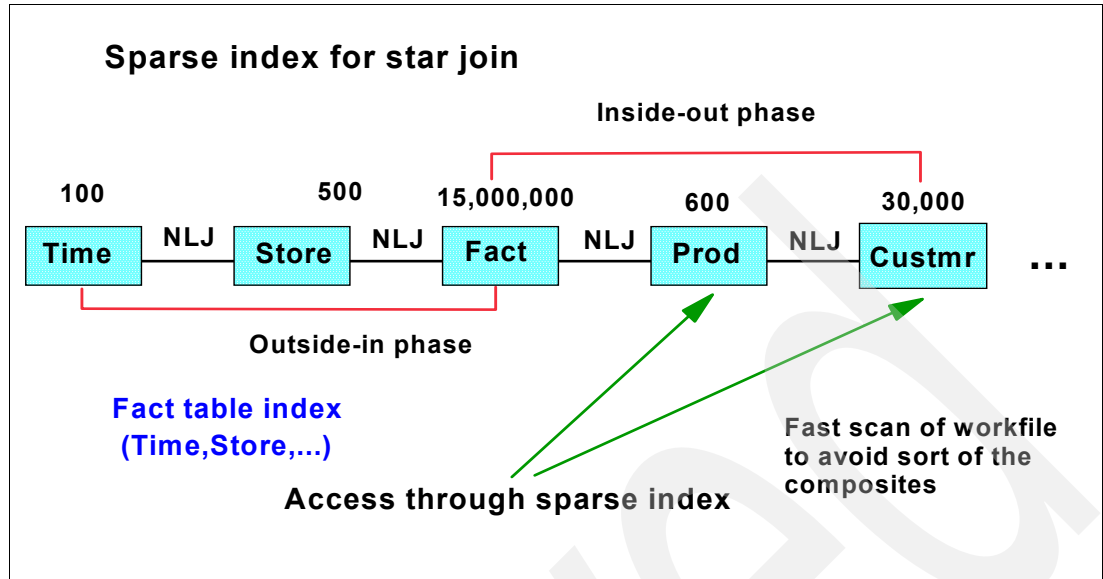 Sparse index for star join
Inside-out phase
100
500
15,000,000
600
30,000
Time
NLJ
Store
NLJ
Fact
NLJ
Prod
NLJ
Custmr
...
Outside-in phase
Fact table index
(Time,Store,...)
Fast scan of workfile
to avoid sort of the
composites
Access through sparse index